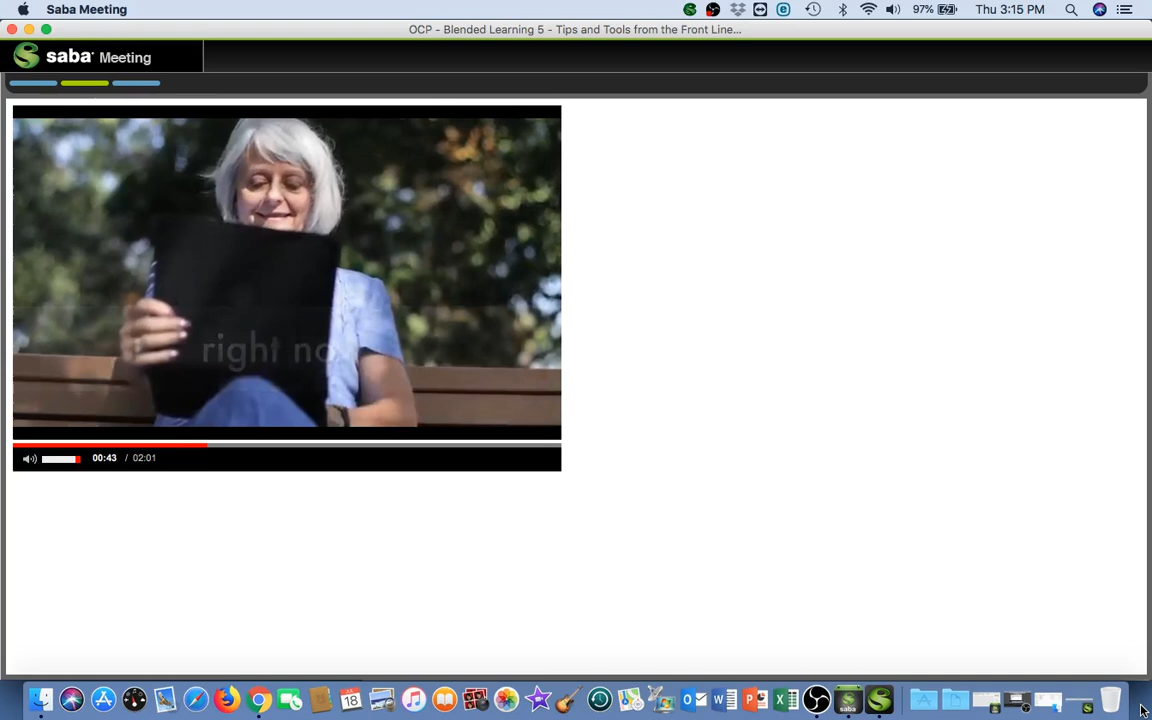 Saba Meeting
97%
Thu 3:15 PM
OCP - Blended Learning 5 - Tips and Tools from the Front Line...
saba Meeting
right no
00:43 / 02:01